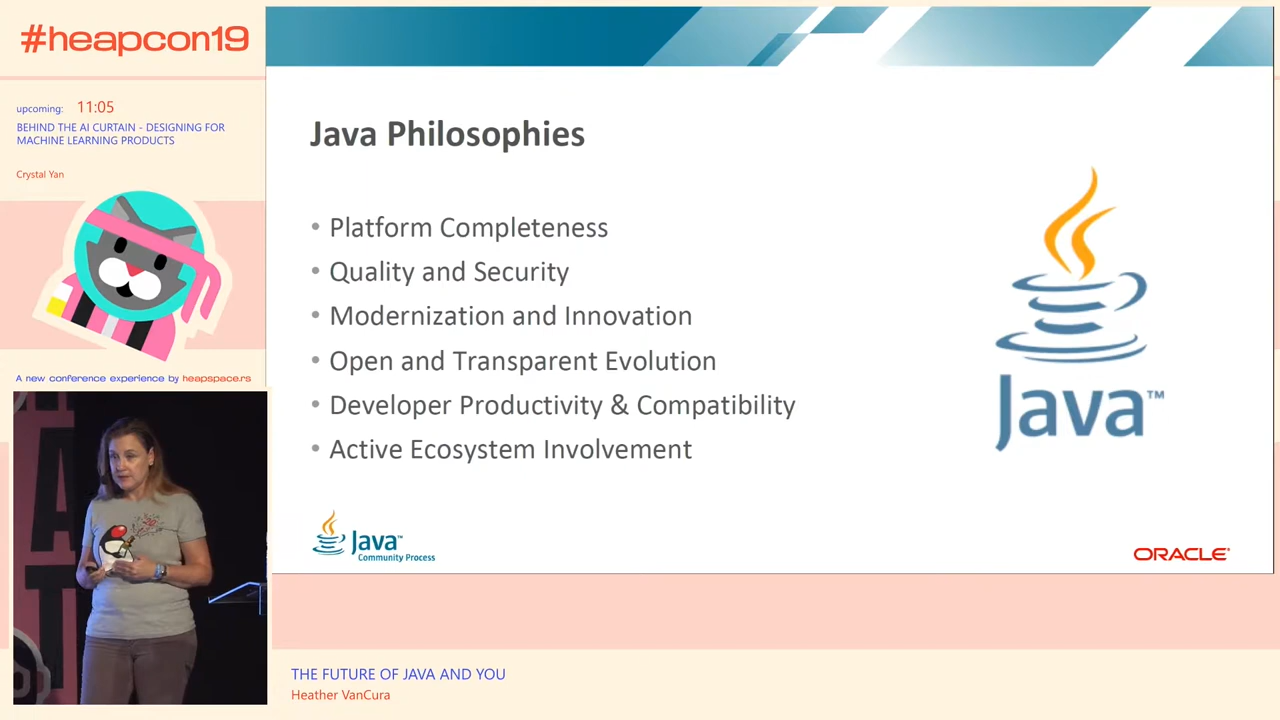 #heapcon19
upcoming: 11:05
BEHIND THE AI CURTAIN - DESIGNING FOR
MACHINE LEARNING PRODUCTS
Crystal Yan
A new conference experience by heapspace.rs
Java Philosophies
• Platform Completeness
• Quality and Security
• Modernization and Innovation
• Open and Transparent Evolution
• Developer Productivity & Compatibility
• Active Ecosystem Involvement
Java™
Java™
Community Process
ORACLE®
THE FUTURE OF JAVA AND YOU
Heather VanCura